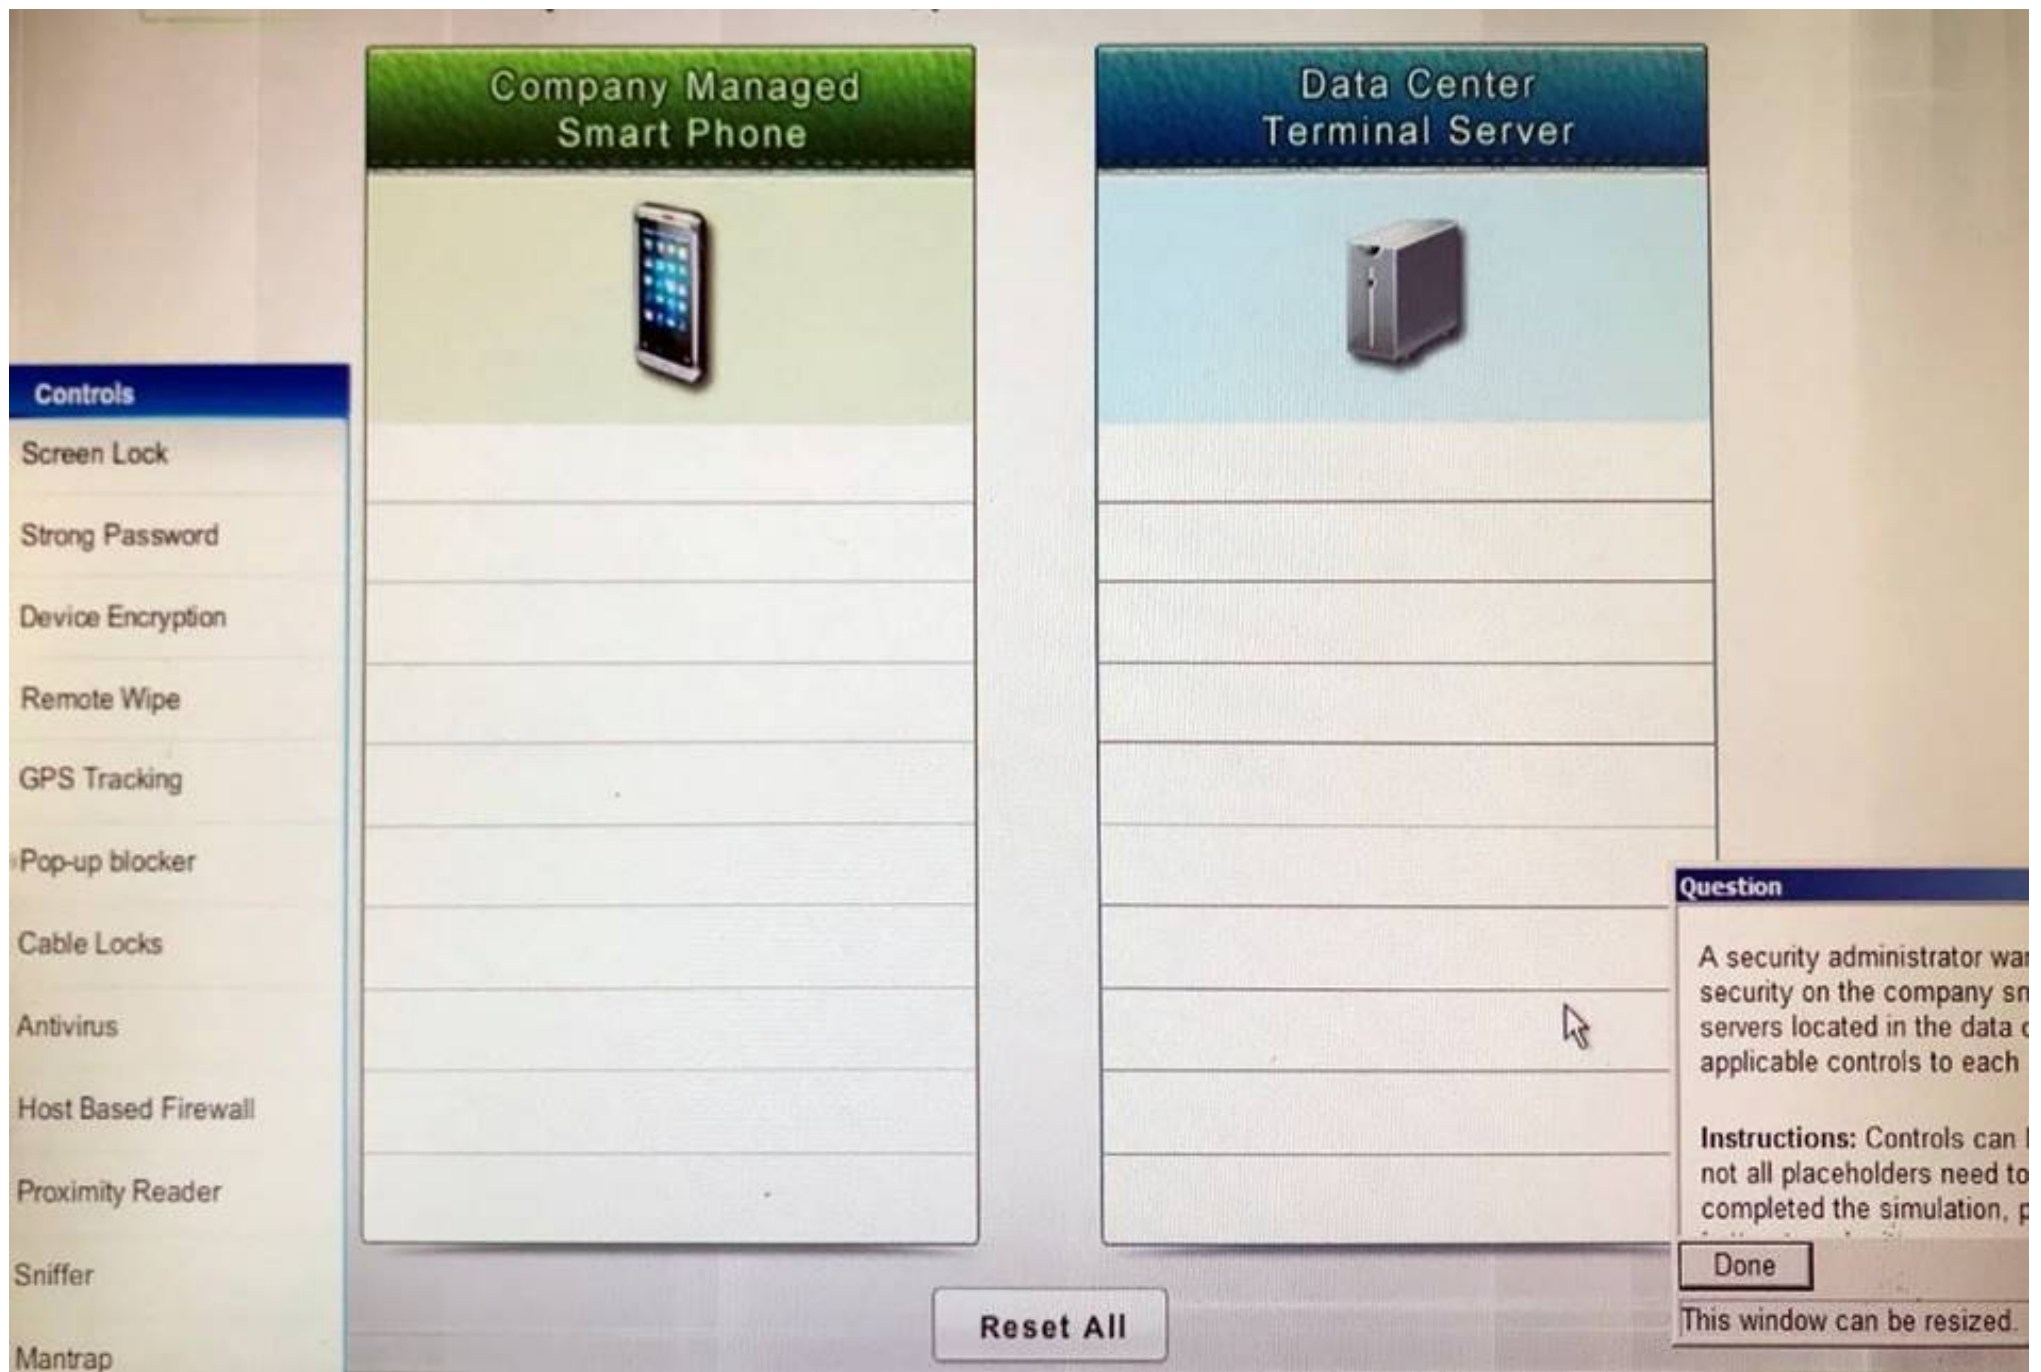 Company Managed
Smart Phone
Data Center
Terminal Server
Controls
Screen Lock
Strong Password
Device Encryption
Remote Wipe
GPS Tracking
Pop-up blocker
Cable Locks
Antivirus
Host Based Firewall
Proximity Reader
Sniffer
Mantrap
Question
A security administrator
security on the company
servers located in the data
applicable controls to each
Instructions: Controls can
not all placeholders need to
completed the simulation,
Done
This window can be resized.
Reset All